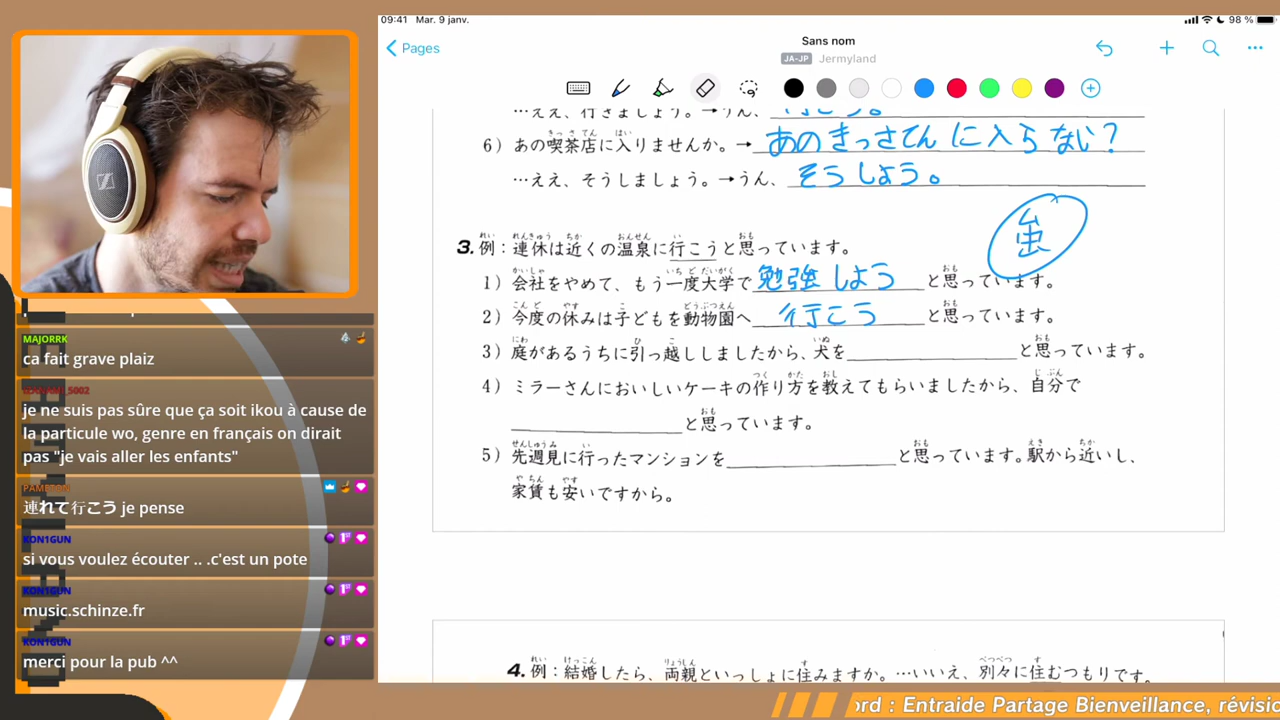 09:41 Mar. 9 janv.
98 %
Pages
Sans nom
JA-JP Jermyland
…ええ、行きましょう。→うん、行こう。
6）あの喫茶店に入りませんか。→ あのきっさてんに入らない？
…ええ、そうしましょう。→うん、そうしよう。
3. 例：連休は近くの温泉に行こうと思っています。
1）会社をやめて、もう一度大学で 勉強しよう と思っています。
2）今度の休みは子どもを動物園へ 行こう と思っています。
3）庭があるうちに引っ越ししましたから、犬を と思っています。
4）ミラーさんにおいしいケーキの作り方を教えてもらいましたから、自分で
と思っています。
5）先週見に行ったマンションを と思っています。駅から近いし、
家賃も安いですから。
4. 例：結婚したら、両親といっしょに住みますか。…いいえ、別々に住むつもりです。
MAJORRK
ca fait grave plaiz
je ne suis pas sûre que ça soit ikou à cause de
la particule wo, genre en français on dirait
pas "je vais aller les enfants"
連れて行こう je pense
KON1GUN
si vous voulez écouter .. .c'est un pote
KON1GUN
music.schinze.fr
KON1GUN
merci pour la pub ^^
ord : Entraide Partage Bienveillance, révisio